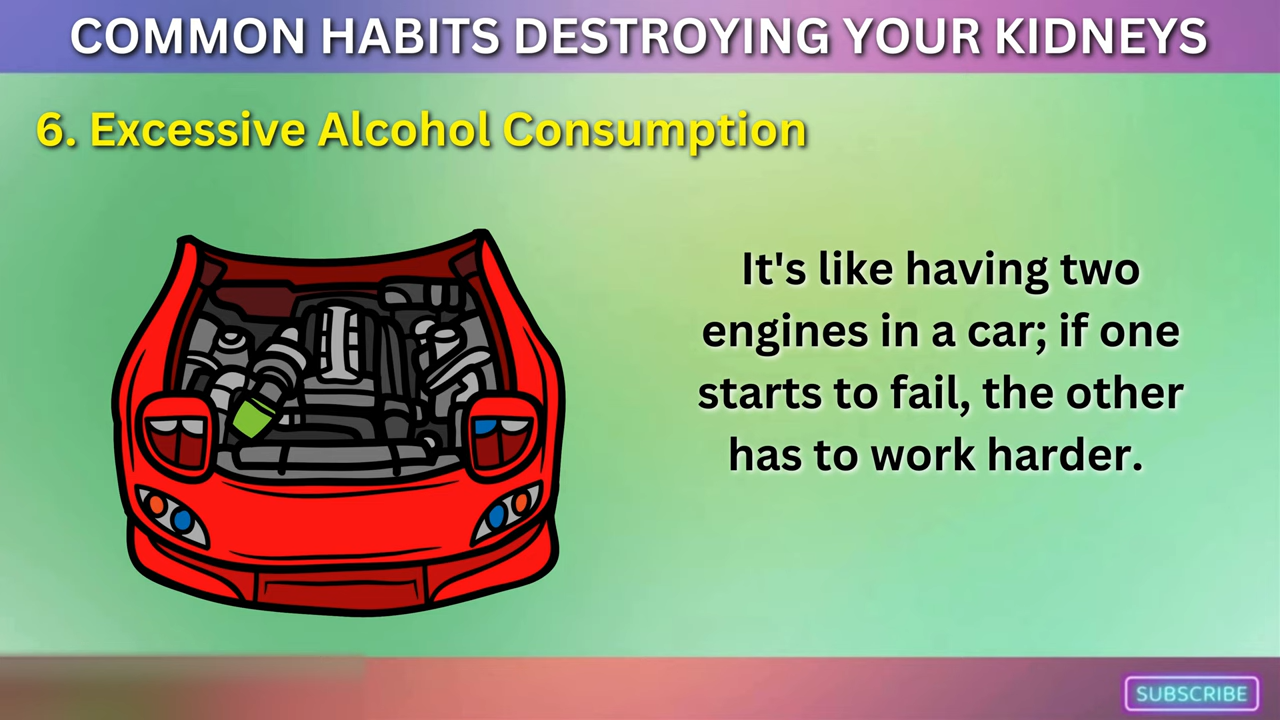 COMMON HABITS DESTROYING YOUR KIDNEYS
6. Excessive Alcohol Consumption
It's like having two
engines in a car; if one
starts to fail, the other
has to work harder.
SUBSCRIBE